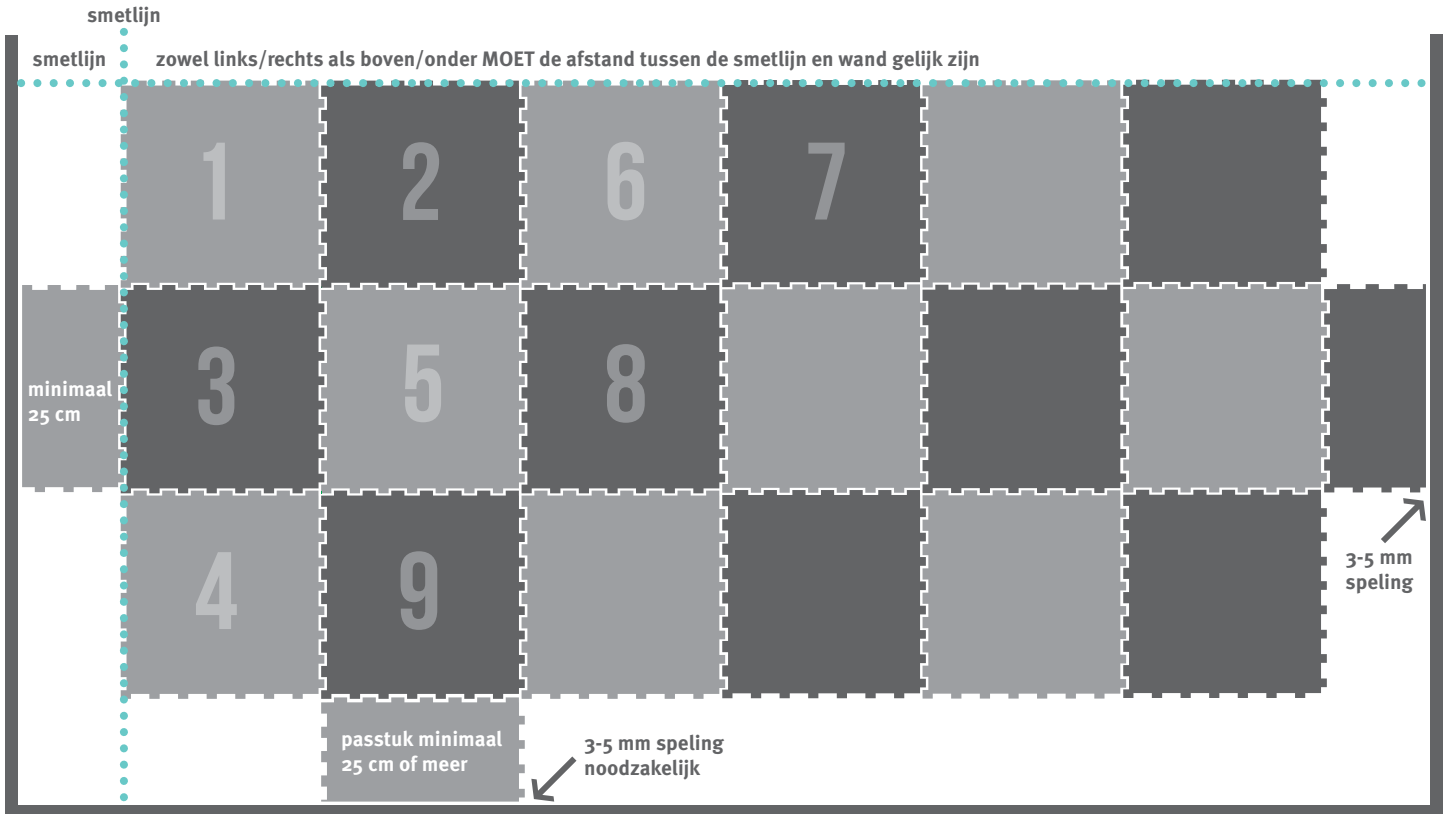 smetlijn
smetlijn
zowel links/rechts als boven/onder MOET de afstand tussen de smetlijn en wand gelijk zijn
1
2
6
7
minimaal
25 cm
3
5
8
3-5 mm
speling
4
9
passtuk minimaal
25 cm of meer
3-5 mm speling
noodzakelijk